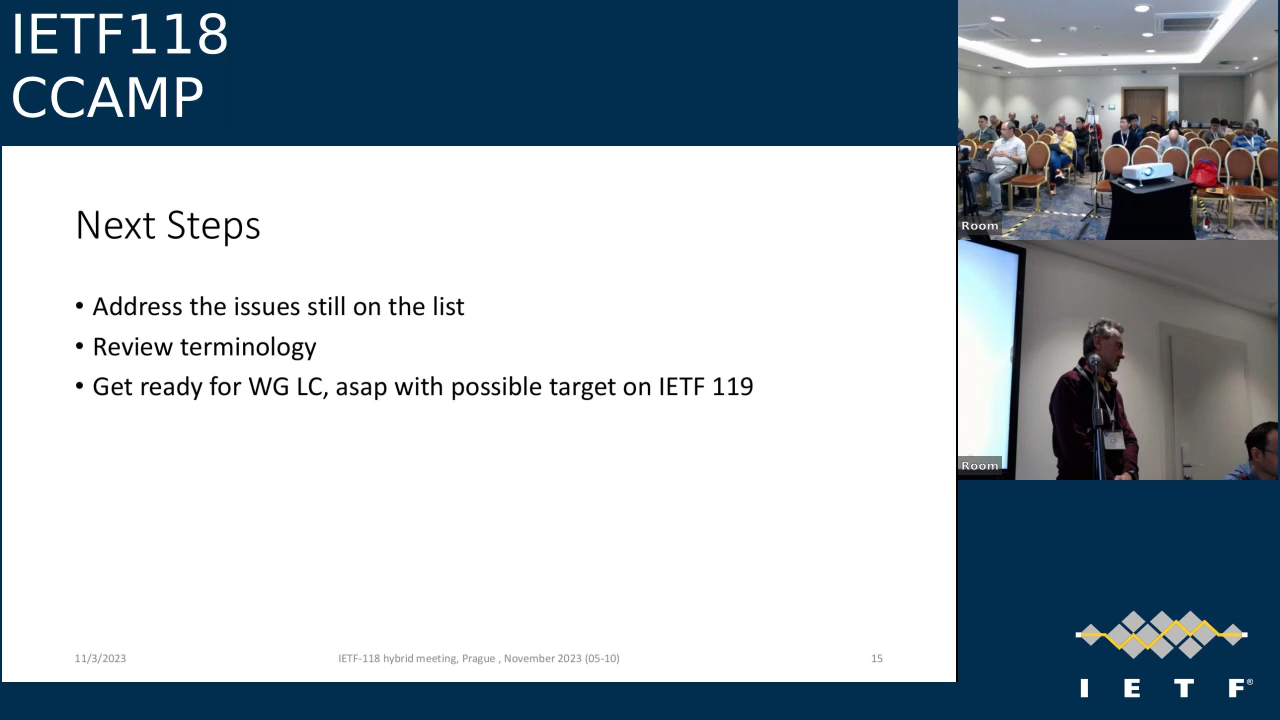 IETF118
CCAMP
Next Steps
• Address the issues still on the list
• Review terminology
• Get ready for WG LC, asap with possible target on IETF 119
11/3/2023
IETF-118 hybrid meeting, Prague , November 2023 (05-10)
15
Room
Room
I E T F®